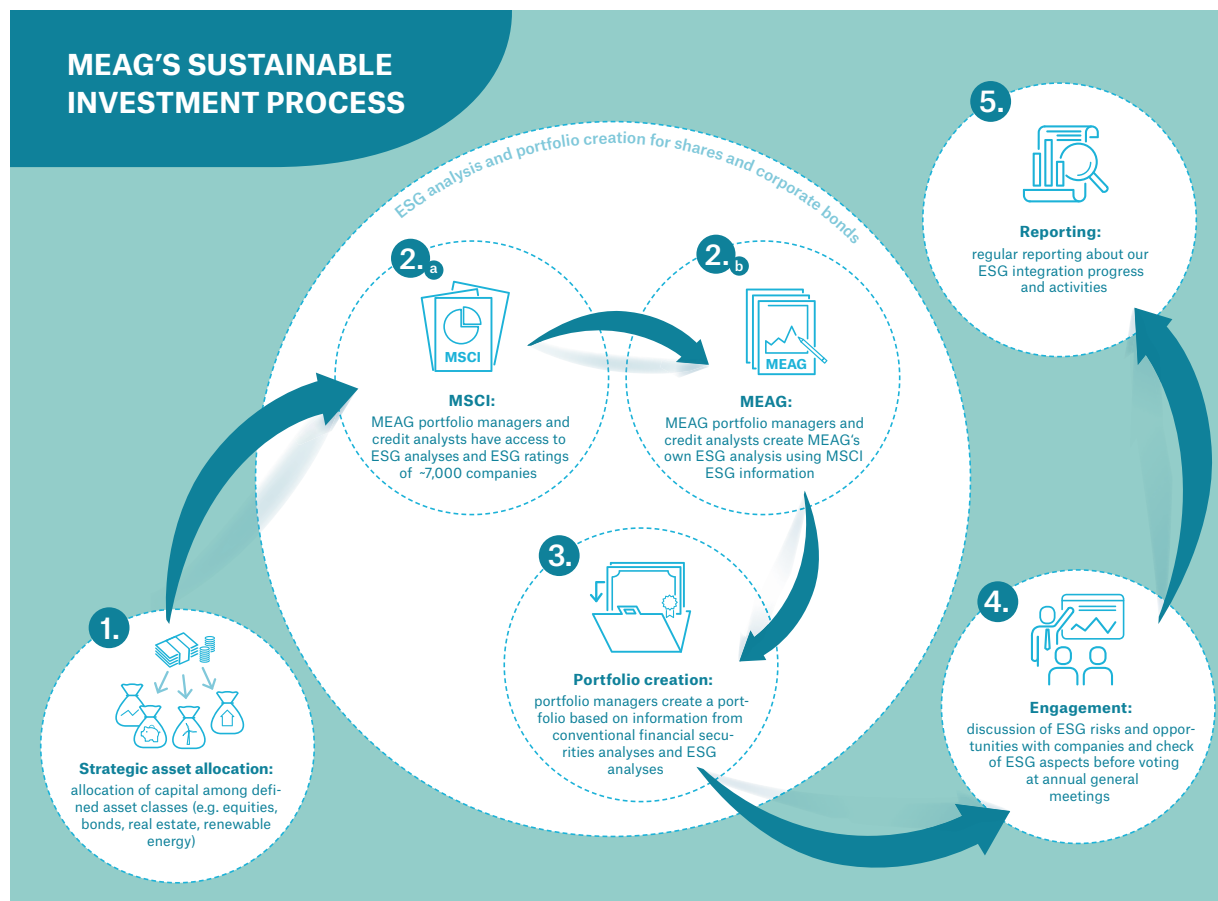 MEAG'S SUSTAINABLE
INVESTMENT PROCESS
ESG analysis and portfolio creation for shares and corporate bonds
1.
Strategic asset allocation:
allocation of capital among defi-
ned asset classes (e.g. equities,
bonds, real estate, renewable
energy)
2.a
MSCI
MSCI:
MEAG portfolio managers and
credit analysts have access to
ESG analyses and ESG ratings
of ~7,000 companies
2.b
MEAG
MEAG:
MEAG portfolio managers and
credit analysts create MEAG's
own ESG analysis using MSCI
ESG information
3.
Portfolio creation:
portfolio managers create a port-
folio based on information from
conventional financial secu-
rities analyses and ESG
analyses
4.
Engagement:
discussion of ESG risks and oppor-
tunities with companies and check
of ESG aspects before voting
at annual general
meetings
5.
Reporting:
regular reporting about our
ESG integration progress
and activities